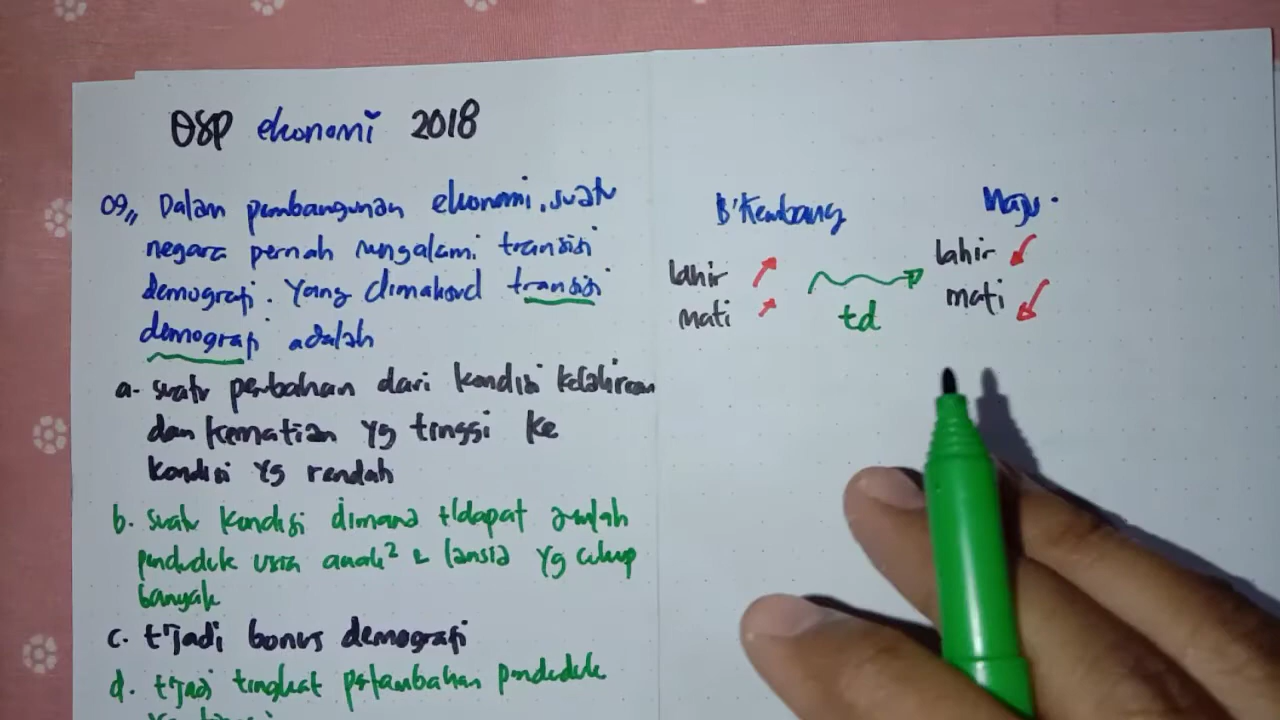 OSP ekonomi 2018
09,, Dalam pembangunan ekonomi, suatu
negara pernah mengalami transisi
demografi. Yang dimaksud transisi
demografi adalah
a. suatu perubahan dari kondisi kelahiran
dan kematian yg tinggi ke
kondisi yg rendah
b. suatu kondisi dimana t'dapat jumlah
penduduk usia anak² & lansia yg cukup
banyak
c. t'jadi bonus demografi
d. t'jadi tingkat p'tambahan penduduk
B'kembang
Maju.
lahir
mati
td
lahir
mati